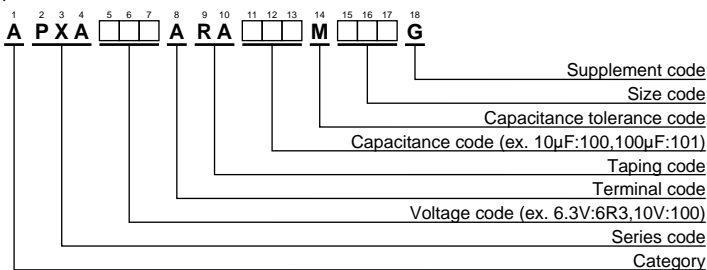 1 2 3 4 5 6 7 8 9 10 11 12 13 14 15 16 17 18
A P X A □□□ A R A □□□ M □□□ G
Supplement code
Size code
Capacitance tolerance code
Capacitance code (ex. 10μF:100,100μF:101)
Taping code
Terminal code
Voltage code (ex. 6.3V:6R3,10V:100)
Series code
Category